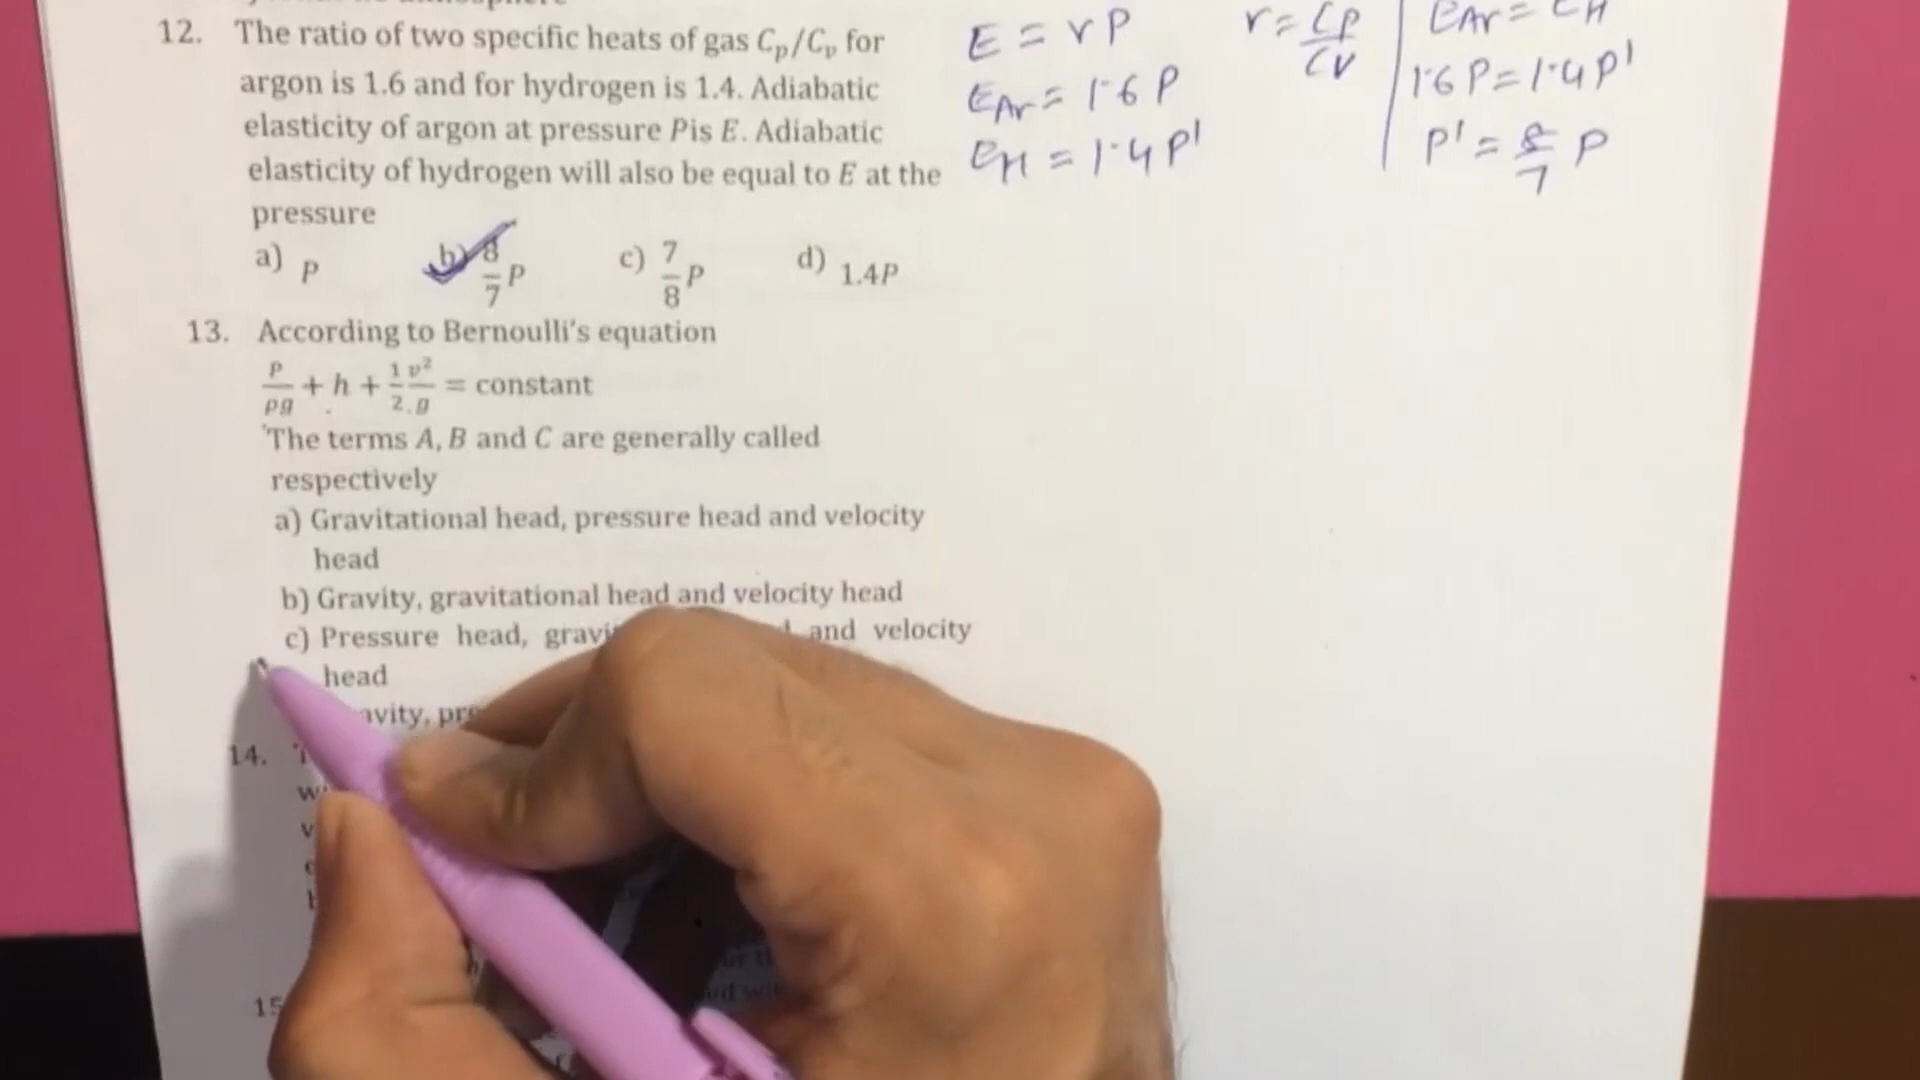 12. The ratio of two specific heats of gas Cp/Cv for
argon is 1.6 and for hydrogen is 1.4. Adiabatic
elasticity of argon at pressure Pis E. Adiabatic
elasticity of hydrogen will also be equal to E at the
pressure
a) P b) 8/7 P c) 7/8 P d) 1.4P
E = rP
EAr = 1.6 P
EH = 1.4 P'
r = CP/CV
EAr = EH
1.6 P = 1.4 P'
P' = 8/7 P
13. According to Bernoulli's equation
P/ρg + h + 1/2 v²/g = constant
The terms A, B and C are generally called
respectively
a) Gravitational head, pressure head and velocity
head
b) Gravity, gravitational head and velocity head
c) Pressure head, and velocity
head
14.
15